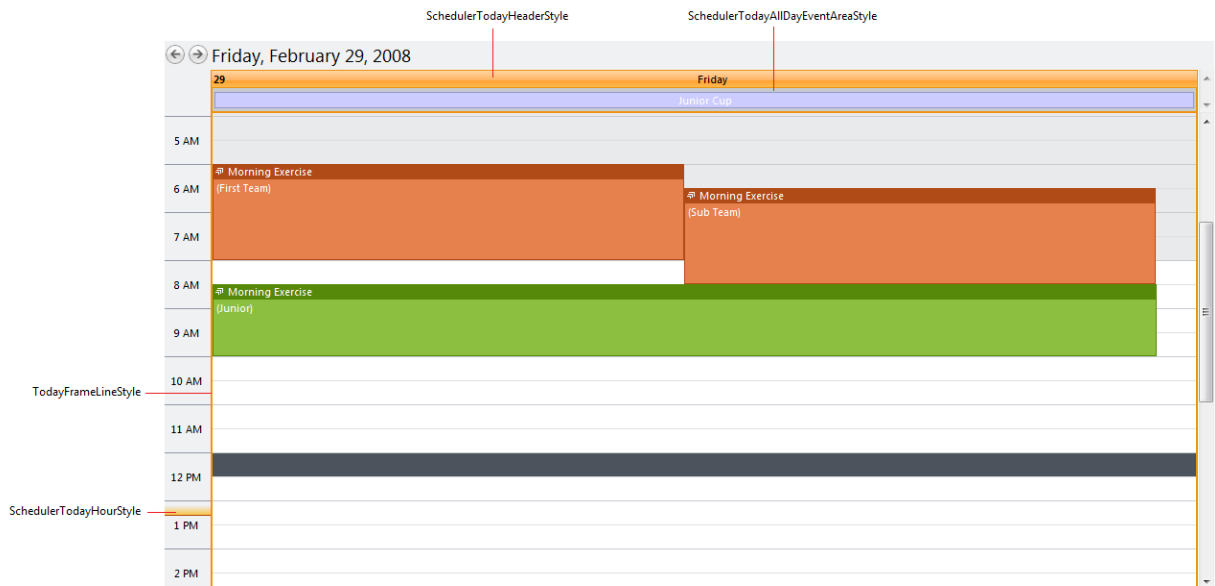 SchedulerTodayHeaderStyle
SchedulerTodayAllDayEventAreaStyle
Friday, February 29, 2008
29 Friday
Junior Cup
5 AM
Morning Exercise
6 AM
(First Team)
Morning Exercise
(Sub Team)
7 AM
8 AM
Morning Exercise
(Junior)
9 AM
10 AM
TodayFrameLineStyle
11 AM
12 PM
SchedulerTodayHourStyle
1 PM
2 PM